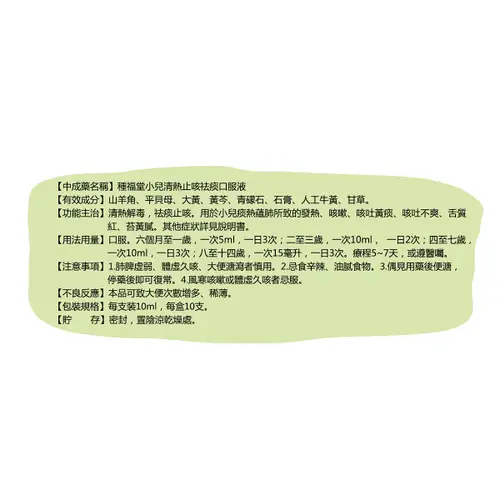 【中成藥名稱】種福堂小兒清熱止咳祛痰口服液
【有效成分】山羊角、平貝母、大黃、黃芩、青礞石、石膏、人工牛黃、甘草。
【功能主治】清熱解毒，祛痰止咳。用於小兒痰熱蘊肺所致的發熱、咳嗽、咳吐黃痰、咳吐不爽、舌質
紅、苔黃膩。其他症狀詳見說明書。
【用法用量】口服。六個月至一歲，一次5ml，一日3次；二至三歲，一次10ml， 一日2次；四至七歲，
一次10ml，一日3次；八至十四歲，一次15毫升，一日3次。療程5~7天，或遵醫囑。
【注意事項】1.肺脾虛弱、體虛久咳、大便溏瀉者慎用。2.忌食辛辣、油膩食物。3.偶見用藥後便溏，
停藥後即可復常。4.風寒咳嗽或體虛久咳者忌服。
【不良反應】本品可致大便次數增多、稀薄。
【包裝規格】每支裝10ml，每盒10支。
【貯 存】密封，置陰涼乾燥處。